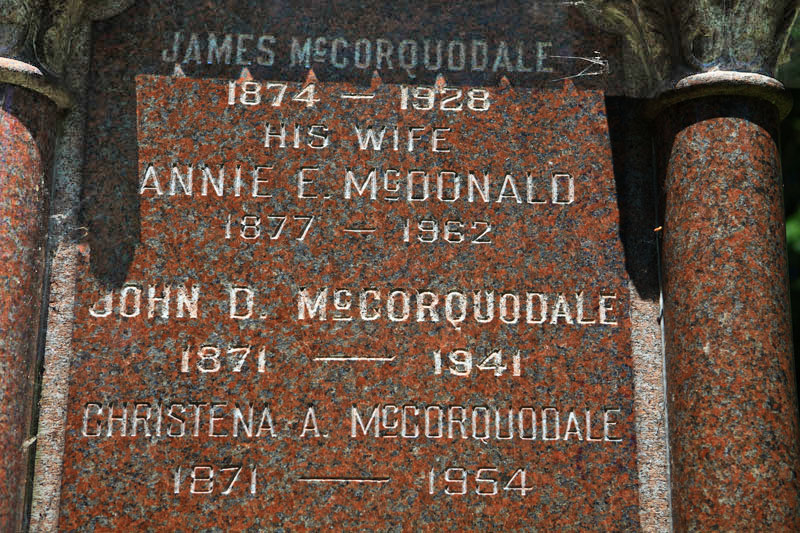 JAMES McCORQUODALE
1874 — 1928
HIS WIFE
ANNIE E. McDONALD
1877 — 1962
JOHN D. McCORQUODALE
1871 — 1941
CHRISTENA A. McCORQUODALE
1871 — 1954